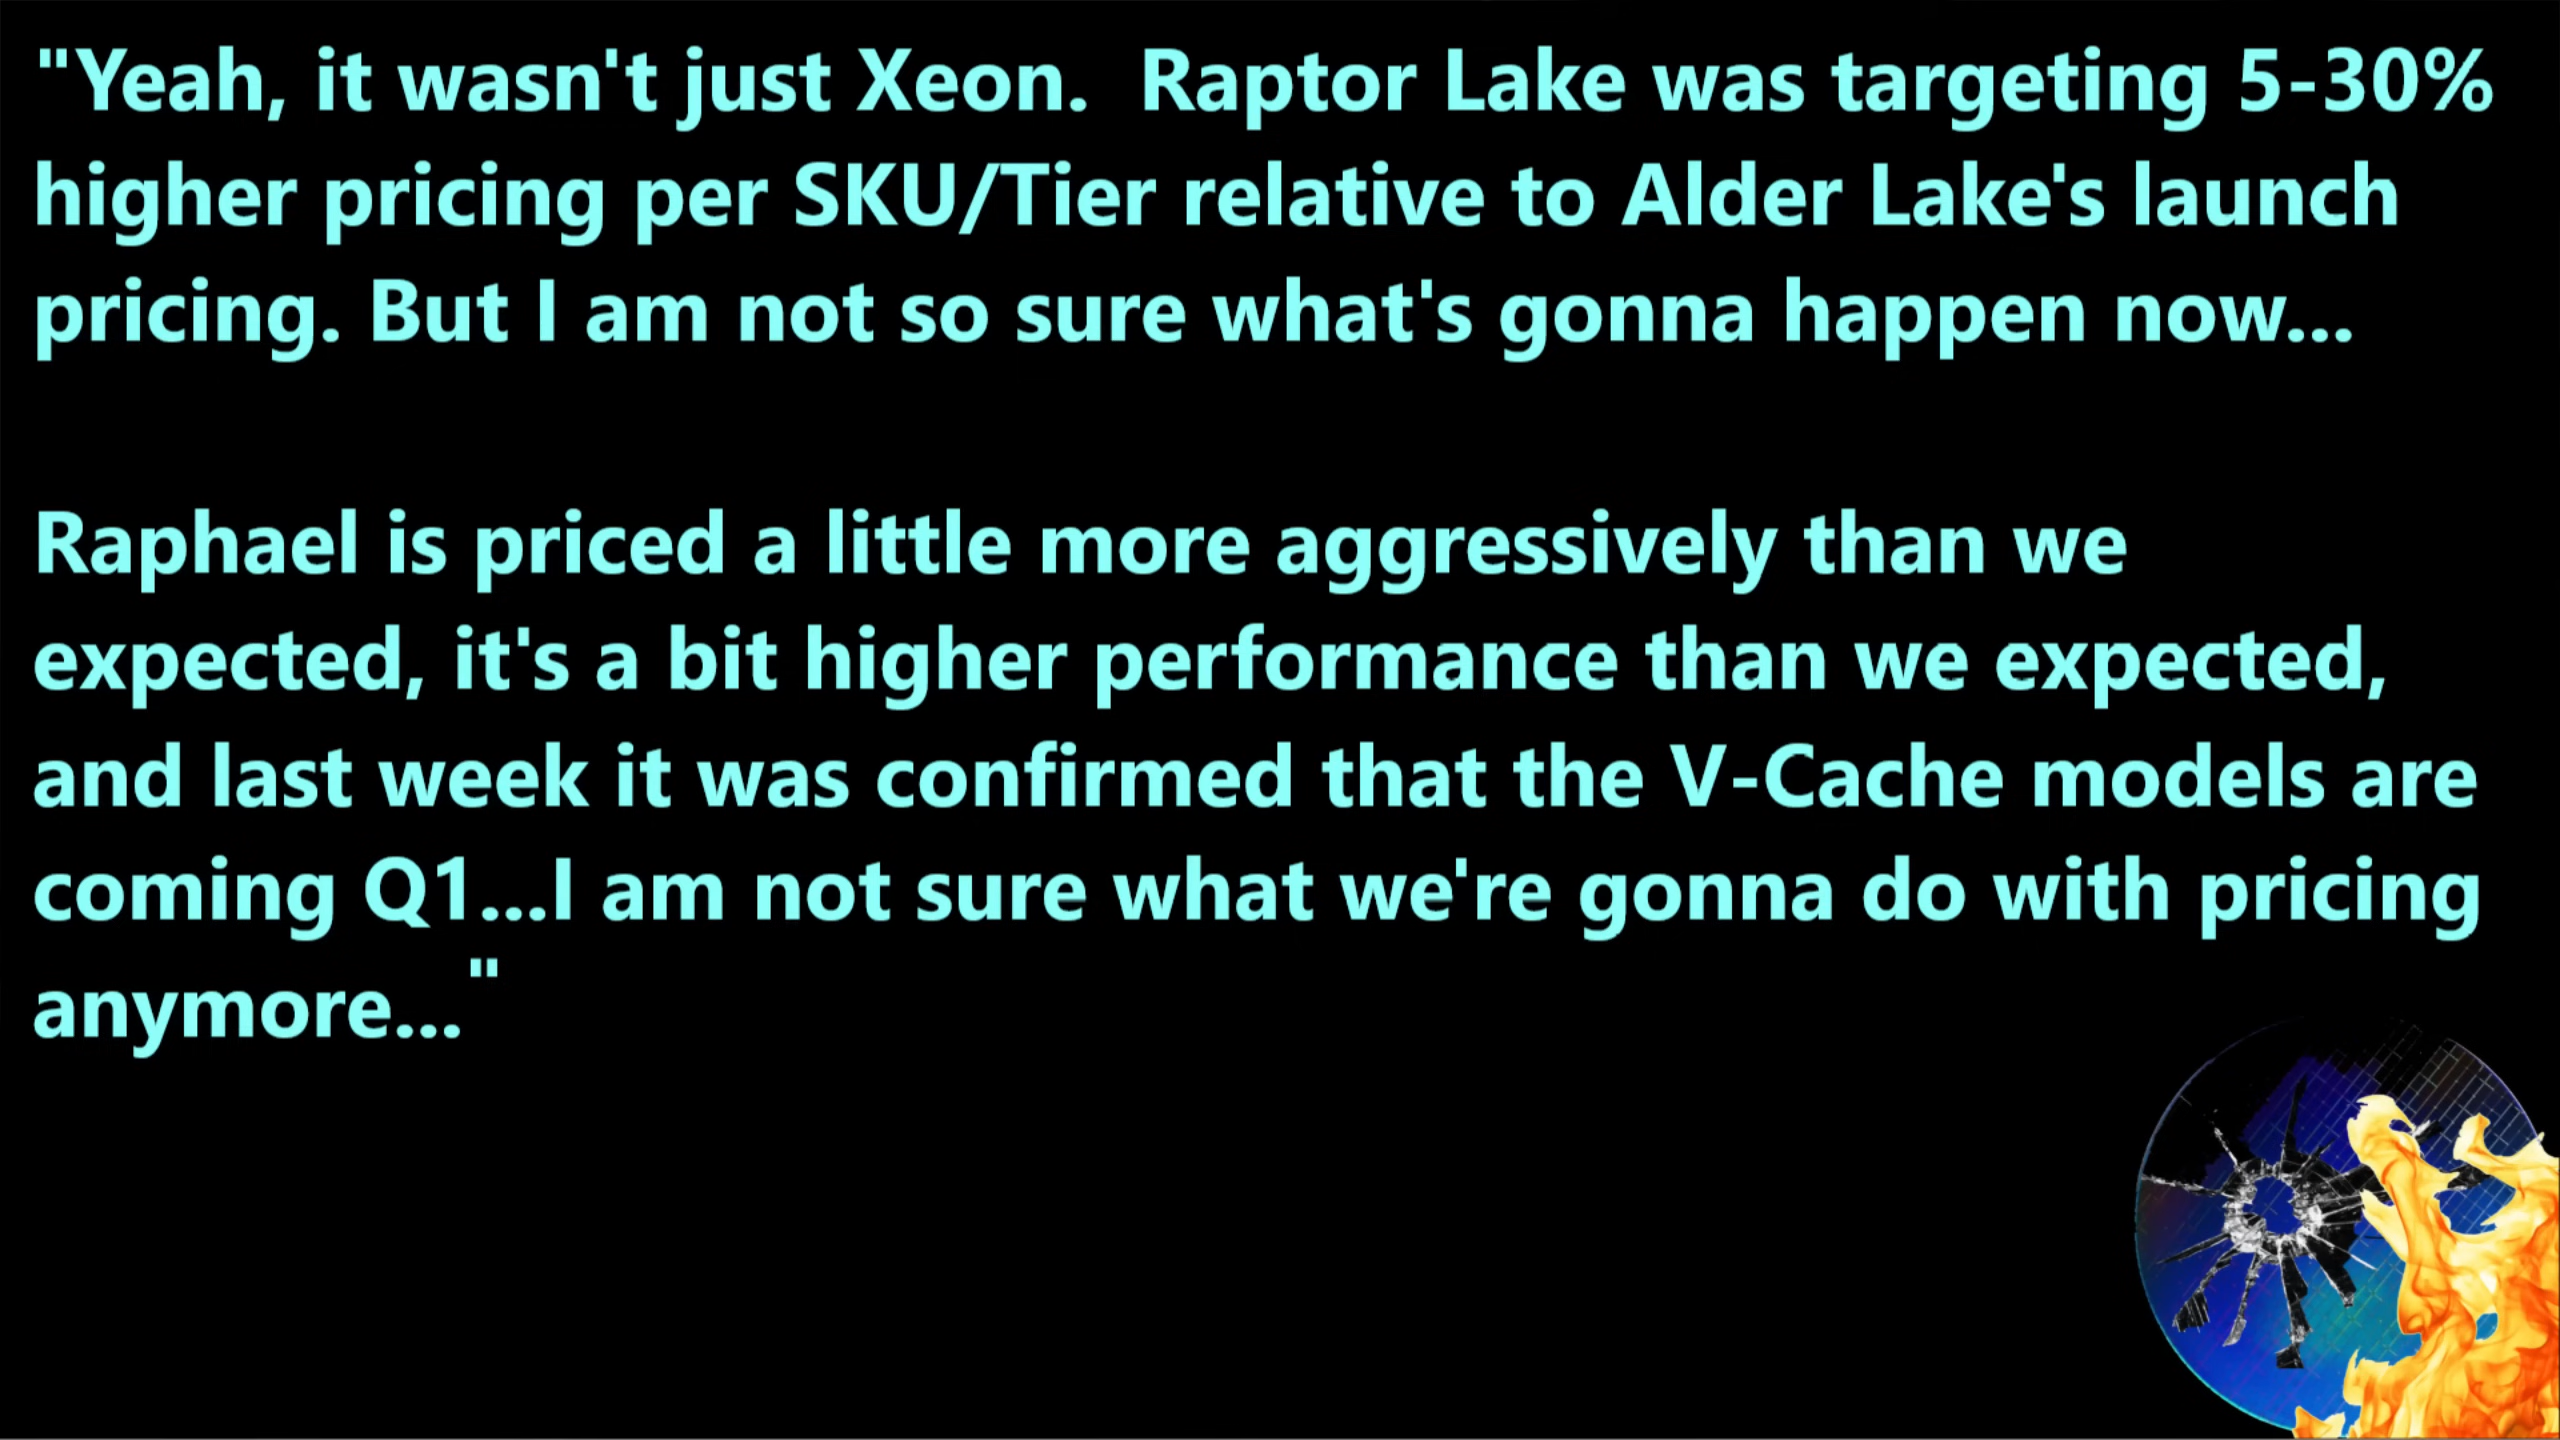 "Yeah, it wasn't just Xeon.  Raptor Lake was targeting 5-30%
higher pricing per SKU/Tier relative to Alder Lake's launch
pricing. But I am not so sure what's gonna happen now...
Raphael is priced a little more aggressively than we
expected, it's a bit higher performance than we expected,
and last week it was confirmed that the V-Cache models are
coming Q1...I am not sure what we're gonna do with pricing
anymore..."